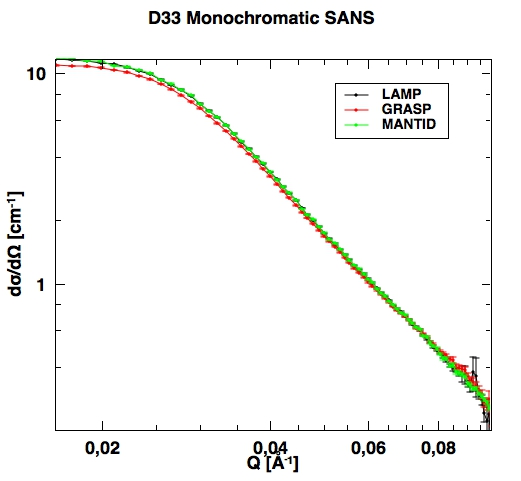 D33 Monochromatic SANS
LAMP
GRASP
MANTID
dσ/dΩ [cm⁻¹]
10
1
0,02
0,04
0,06
0,08
Q [Å⁻¹]